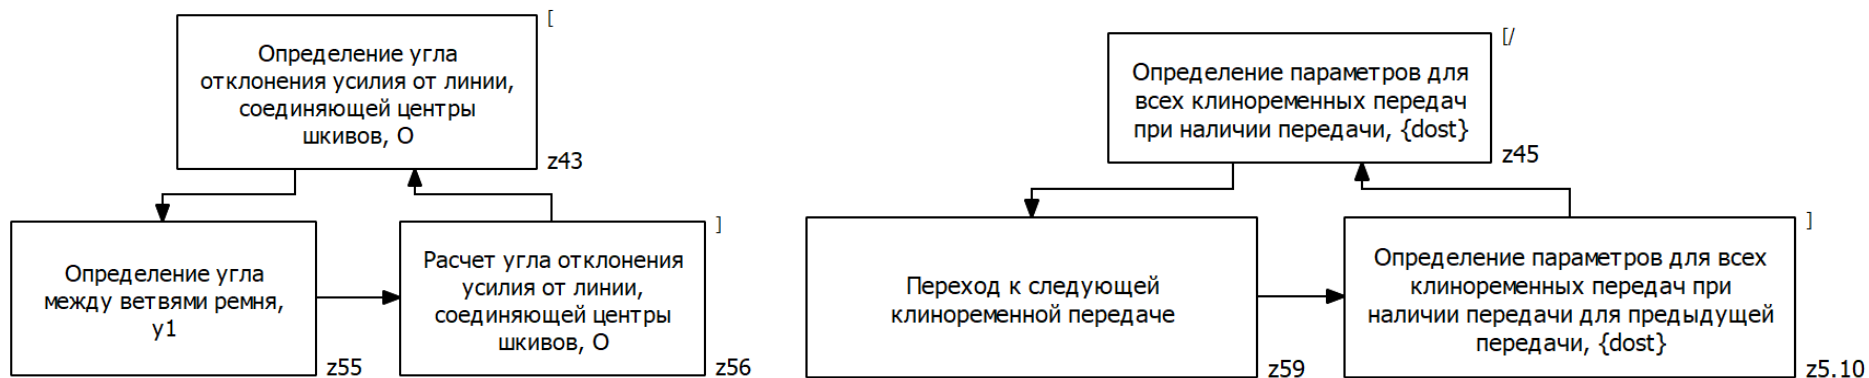 [
Определение угла
отклонения усилия от линии,
соединяющей центры
шкивов, О
z43
Определение угла
между ветвями ремня,
y1
z55
]
Расчет угла отклонения
усилия от линии,
соединяющей центры
шкивов, О
z56
[/
Определение параметров для
всех клиноременных передач
при наличии передачи, {dost}
z45
Переход к следующей
клиноременной передаче
z59
]
Определение параметров для всех
клиноременных передач при
наличии передачи для предыдущей
передачи, {dost}
z5.10